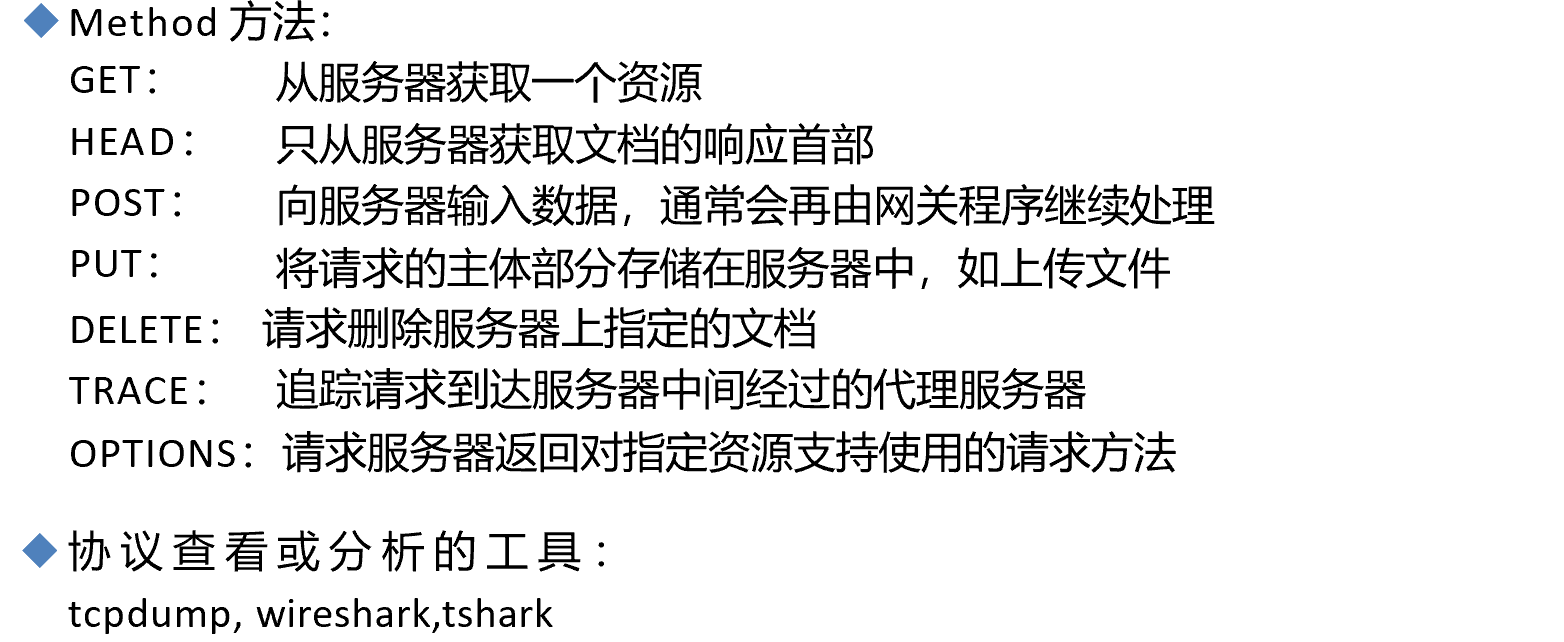 Method 方法：
GET： 从服务器获取一个资源
HEAD： 只从服务器获取文档的响应首部
POST： 向服务器输入数据，通常会再由网关程序继续处理
PUT： 将请求的主体部分存储在服务器中，如上传文件
DELETE： 请求删除服务器上指定的文档
TRACE： 追踪请求到达服务器中间经过的代理服务器
OPTIONS：请求服务器返回对指定资源支持使用的请求方法
协议查看或分析的工具：
tcpdump, wireshark,tshark